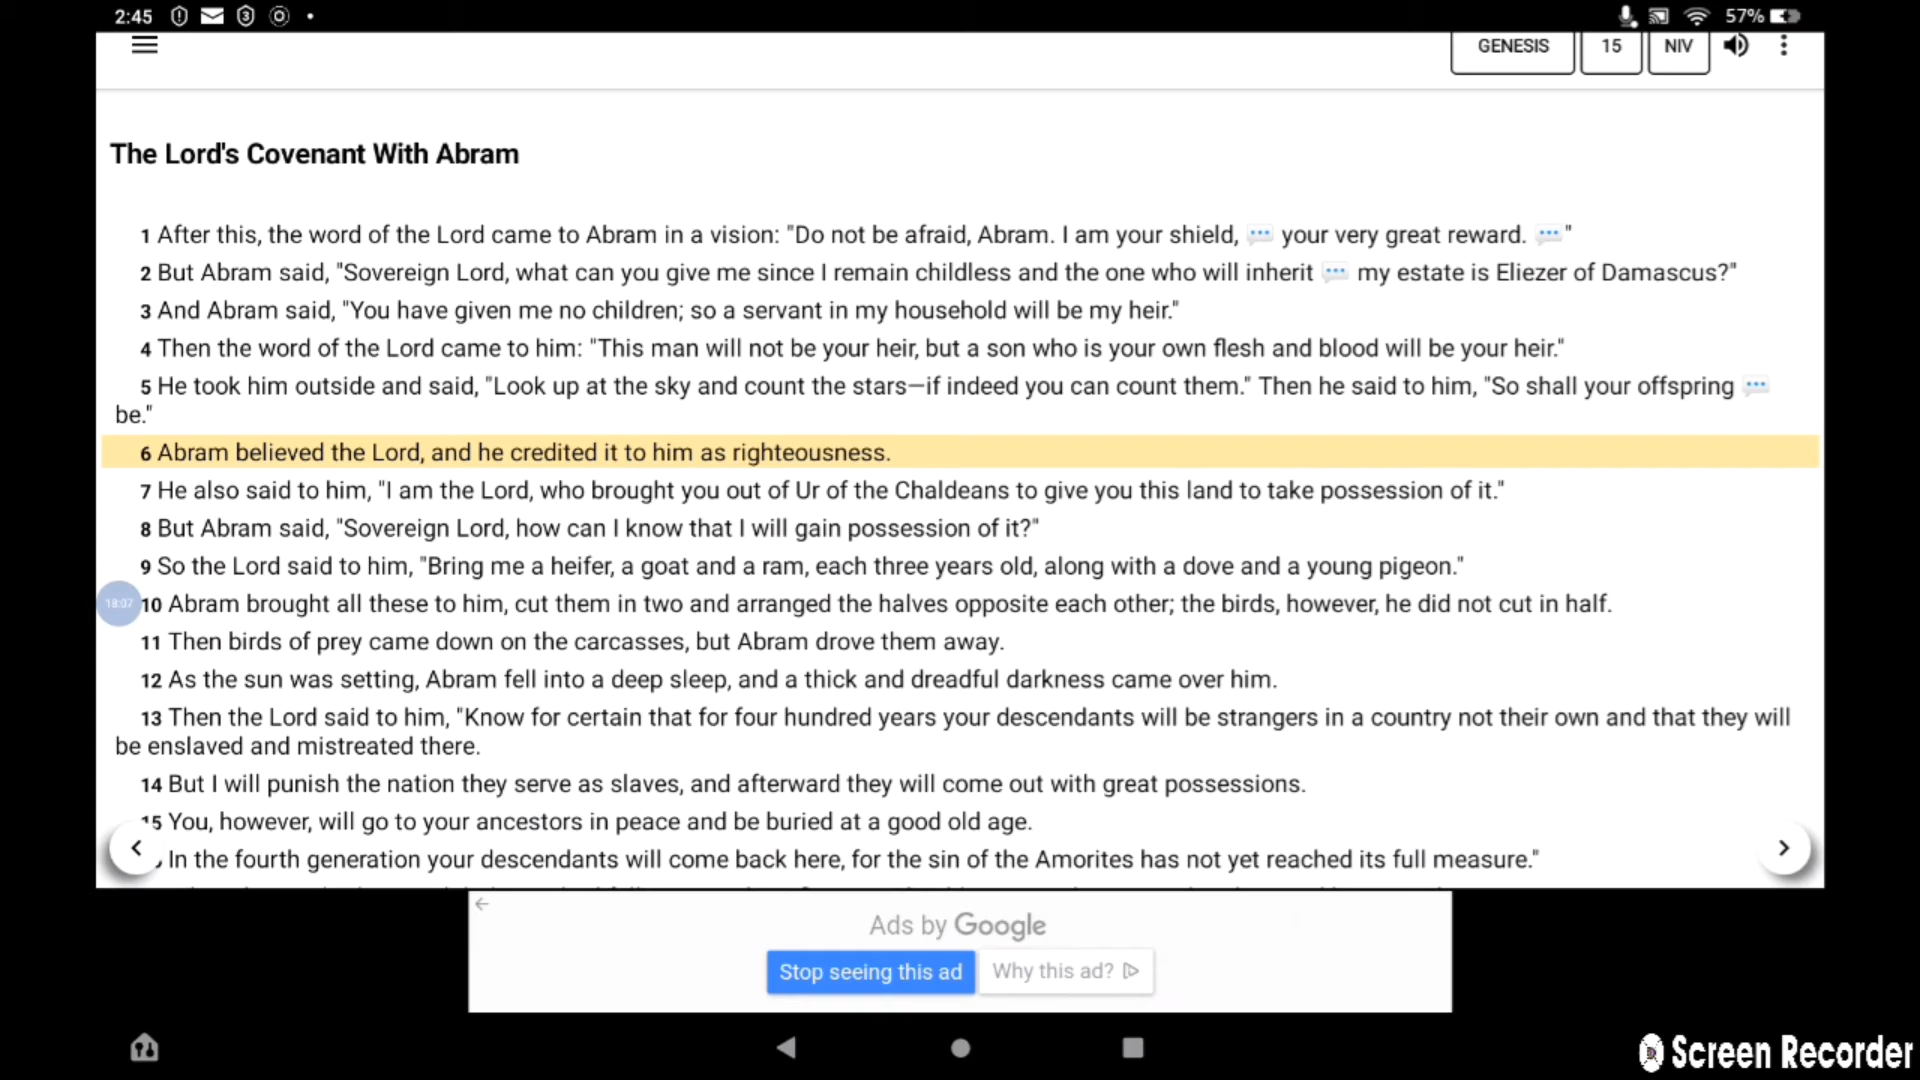 2:45
57%
GENESIS 15 NIV
The Lord's Covenant With Abram
1 After this, the word of the Lord came to Abram in a vision: "Do not be afraid, Abram. I am your shield, your very great reward. "
2 But Abram said, "Sovereign Lord, what can you give me since I remain childless and the one who will inherit my estate is Eliezer of Damascus?"
3 And Abram said, "You have given me no children; so a servant in my household will be my heir."
4 Then the word of the Lord came to him: "This man will not be your heir, but a son who is your own flesh and blood will be your heir."
5 He took him outside and said, "Look up at the sky and count the stars—if indeed you can count them." Then he said to him, "So shall your offspring
be."
6 Abram believed the Lord, and he credited it to him as righteousness.
7 He also said to him, "I am the Lord, who brought you out of Ur of the Chaldeans to give you this land to take possession of it."
8 But Abram said, "Sovereign Lord, how can I know that I will gain possession of it?"
9 So the Lord said to him, "Bring me a heifer, a goat and a ram, each three years old, along with a dove and a young pigeon."
18:07
10 Abram brought all these to him, cut them in two and arranged the halves opposite each other; the birds, however, he did not cut in half.
11 Then birds of prey came down on the carcasses, but Abram drove them away.
12 As the sun was setting, Abram fell into a deep sleep, and a thick and dreadful darkness came over him.
13 Then the Lord said to him, "Know for certain that for four hundred years your descendants will be strangers in a country not their own and that they will
be enslaved and mistreated there.
14 But I will punish the nation they serve as slaves, and afterward they will come out with great possessions.
15 You, however, will go to your ancestors in peace and be buried at a good old age.
In the fourth generation your descendants will come back here, for the sin of the Amorites has not yet reached its full measure."
Ads by Google
Stop seeing this ad
Why this ad?
Screen Recorder